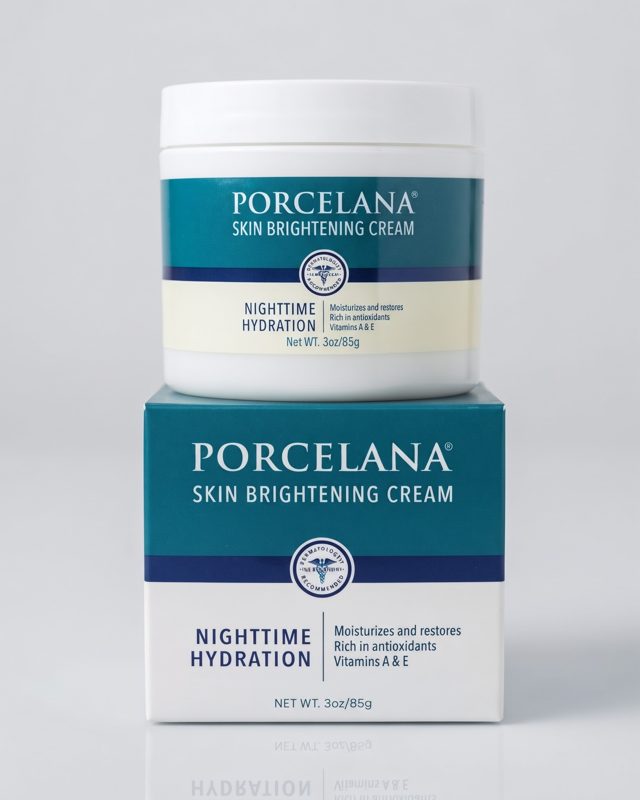 PORCELANA®
SKIN BRIGHTENING CREAM
DERMATOLOGIST
RECOMMENDED
NIGHTTIME
HYDRATION
Moisturizes and restores
Rich in antioxidants
Vitamins A & E
Net WT. 3oz/85g
PORCELANA®
SKIN BRIGHTENING CREAM
RECOMMENDED
NIGHTTIME
HYDRATION
Moisturizes and restores
Rich in antioxidants
Vitamins A & E
NET WT. 3oz/85g